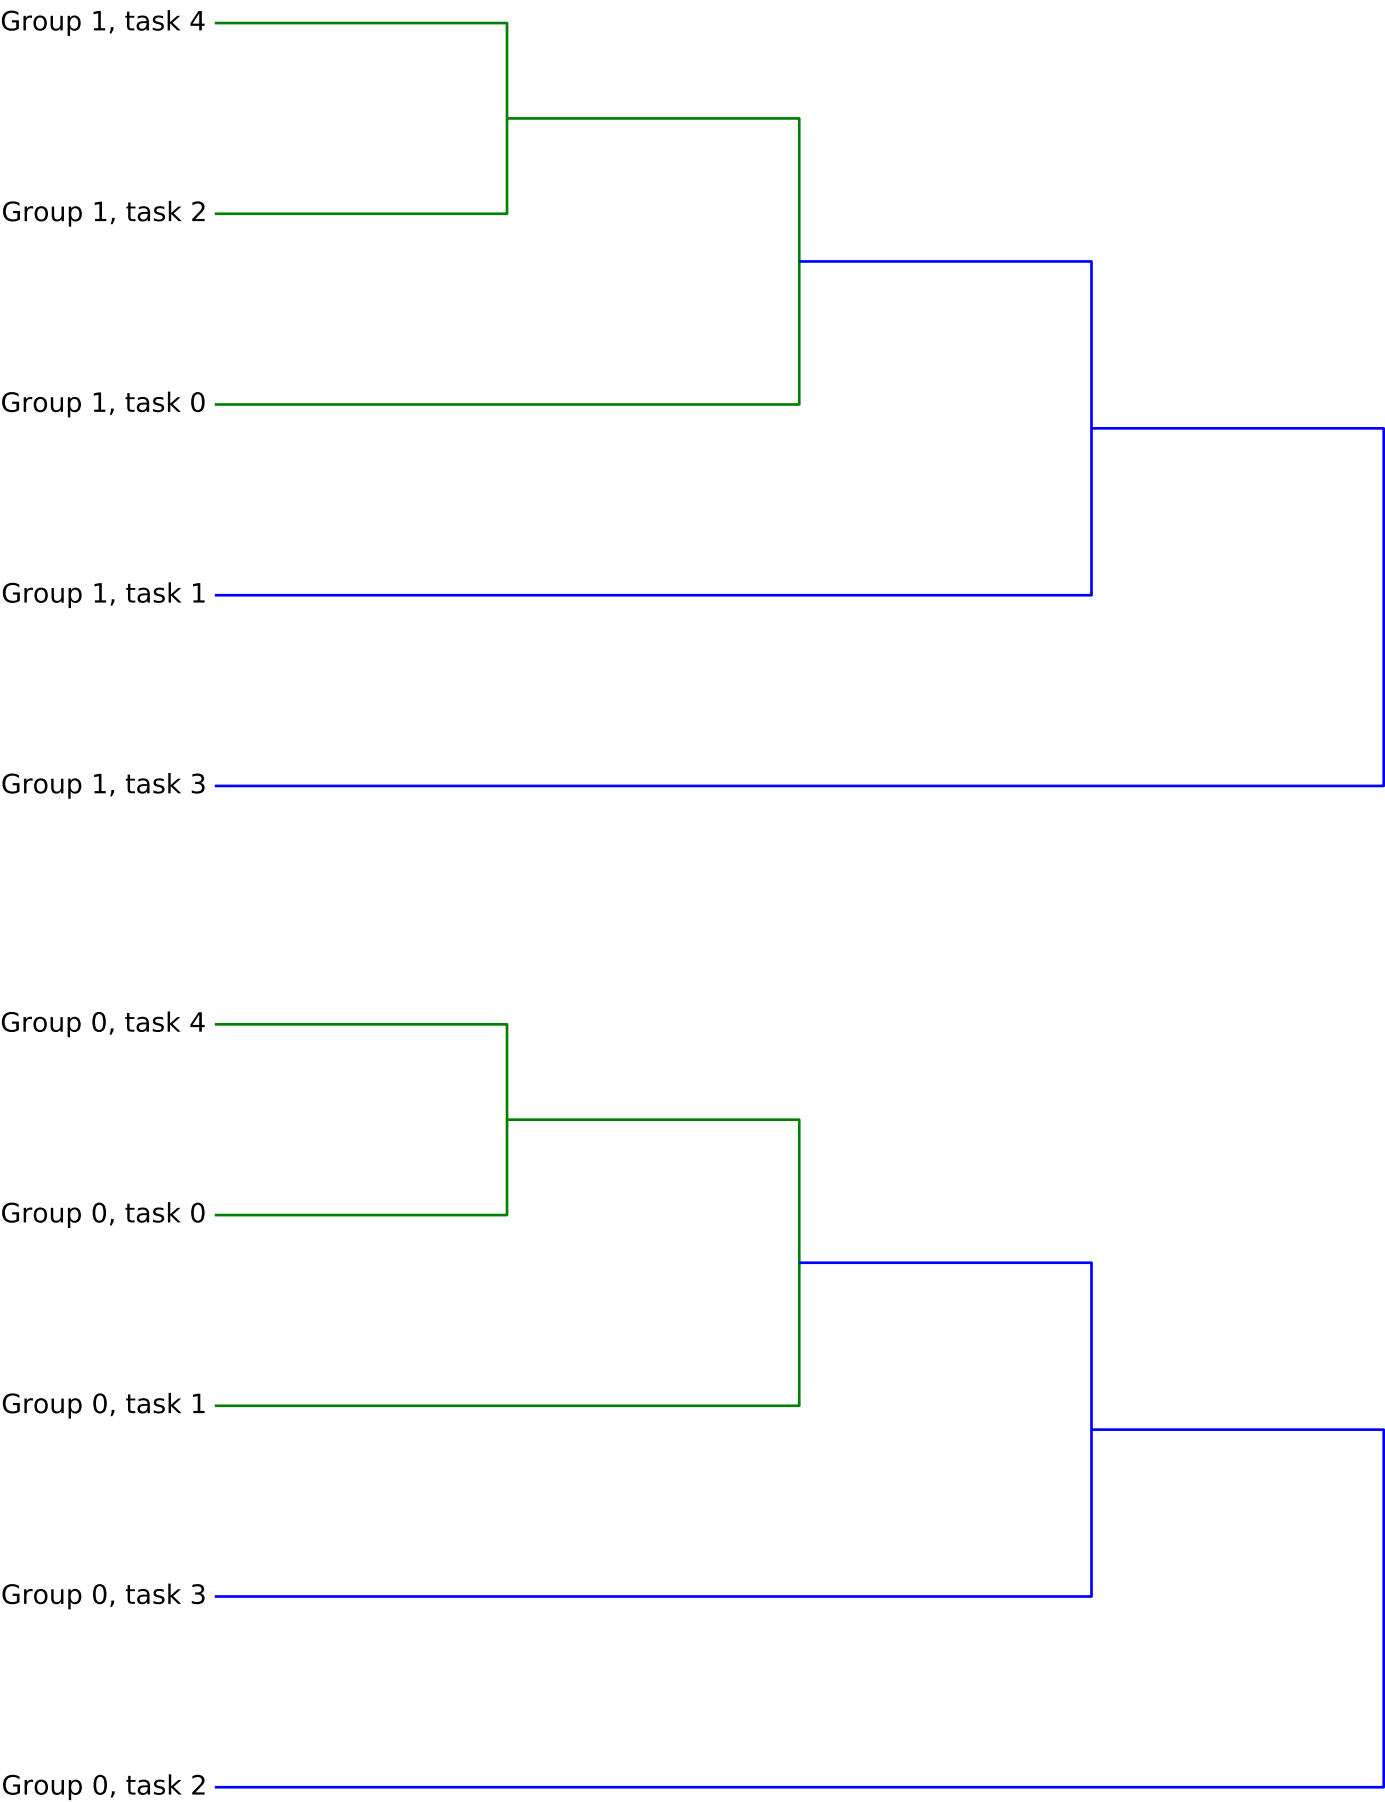 Group 1, task 4
Group 1, task 2
Group 1, task 0
Group 1, task 1
Group 1, task 3
Group 0, task 4
Group 0, task 0
Group 0, task 1
Group 0, task 3
Group 0, task 2